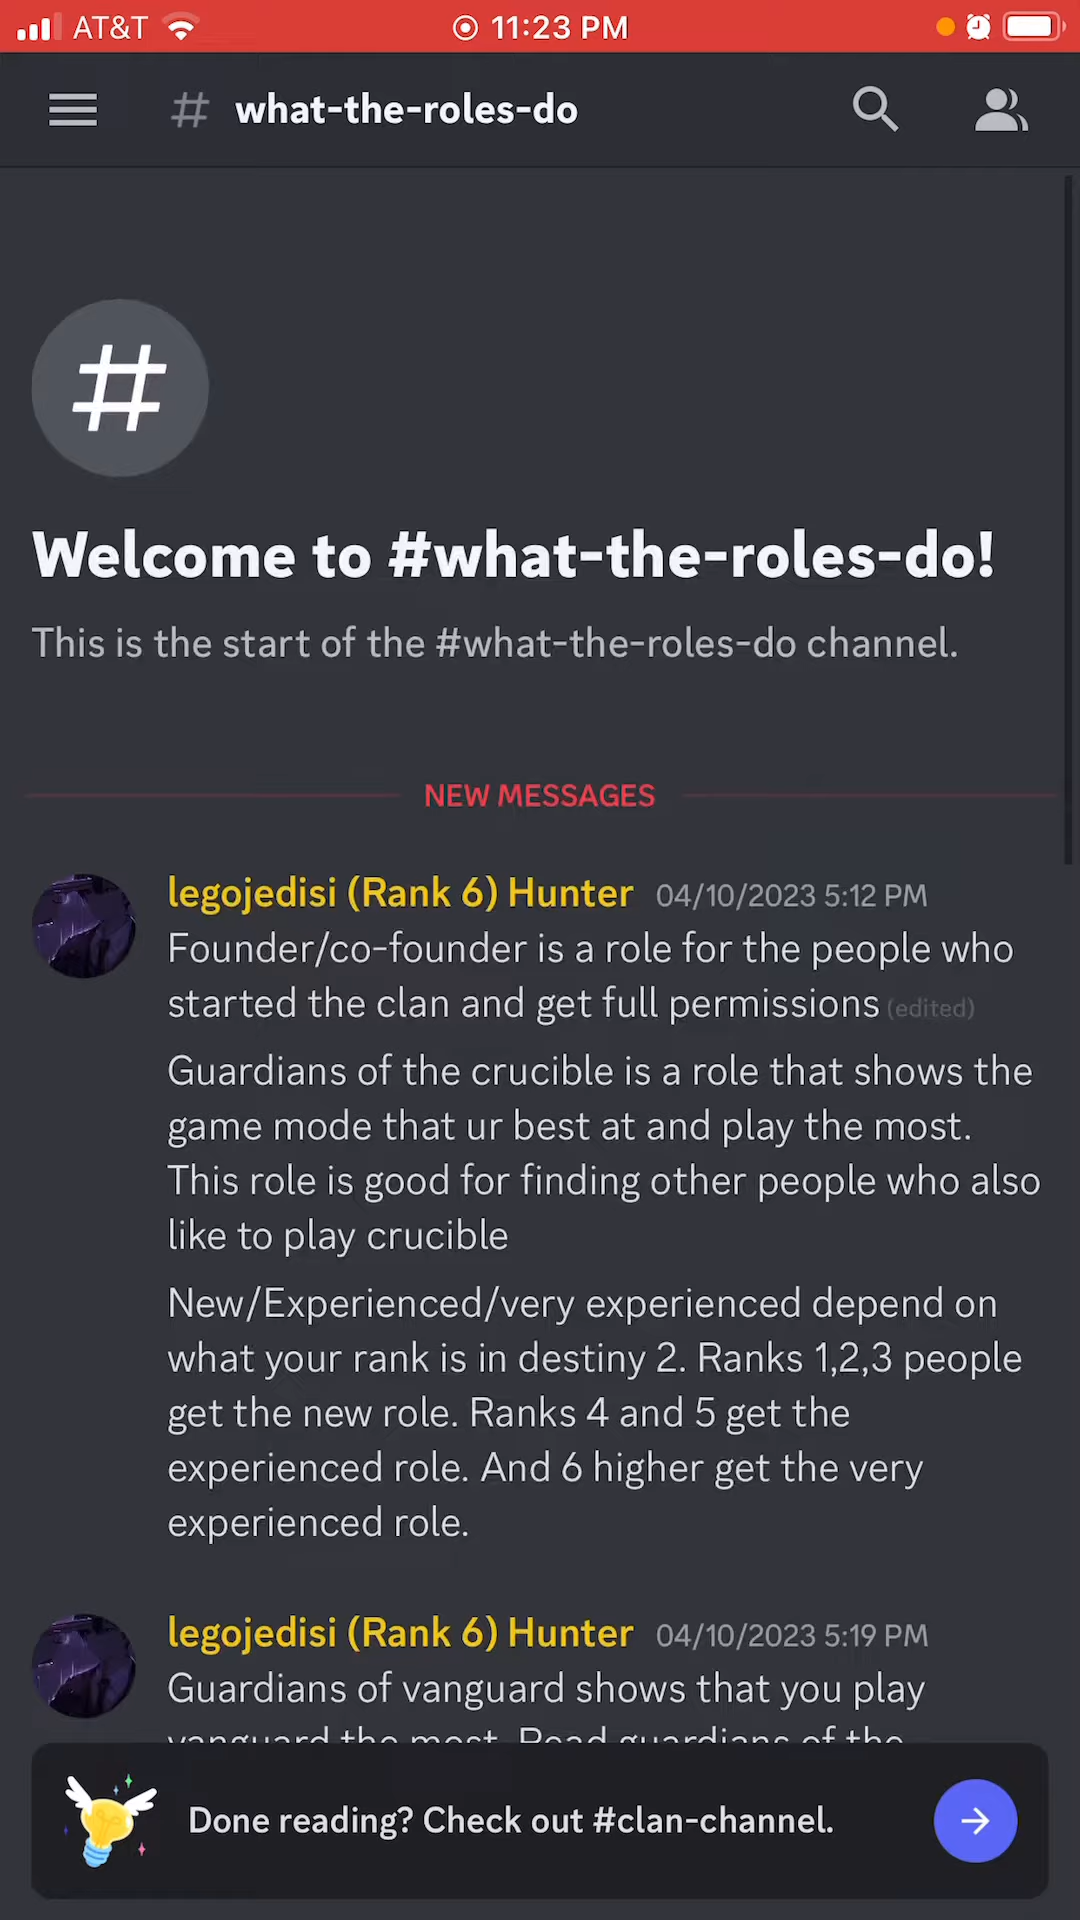 AT&T 11:23 PM
# what-the-roles-do
#
Welcome to #what-the-roles-do!
This is the start of the #what-the-roles-do channel.
NEW MESSAGES
legojedisi (Rank 6) Hunter 04/10/2023 5:12 PM
Founder/co-founder is a role for the people who
started the clan and get full permissions (edited)
Guardians of the crucible is a role that shows the
game mode that ur best at and play the most.
This role is good for finding other people who also
like to play crucible
New/Experienced/very experienced depend on
what your rank is in destiny 2. Ranks 1,2,3 people
get the new role. Ranks 4 and 5 get the
experienced role. And 6 higher get the very
experienced role.
legojedisi (Rank 6) Hunter 04/10/2023 5:19 PM
Guardians of vanguard shows that you play
vanguard the most. Read guardians of the
Done reading? Check out #clan-channel.